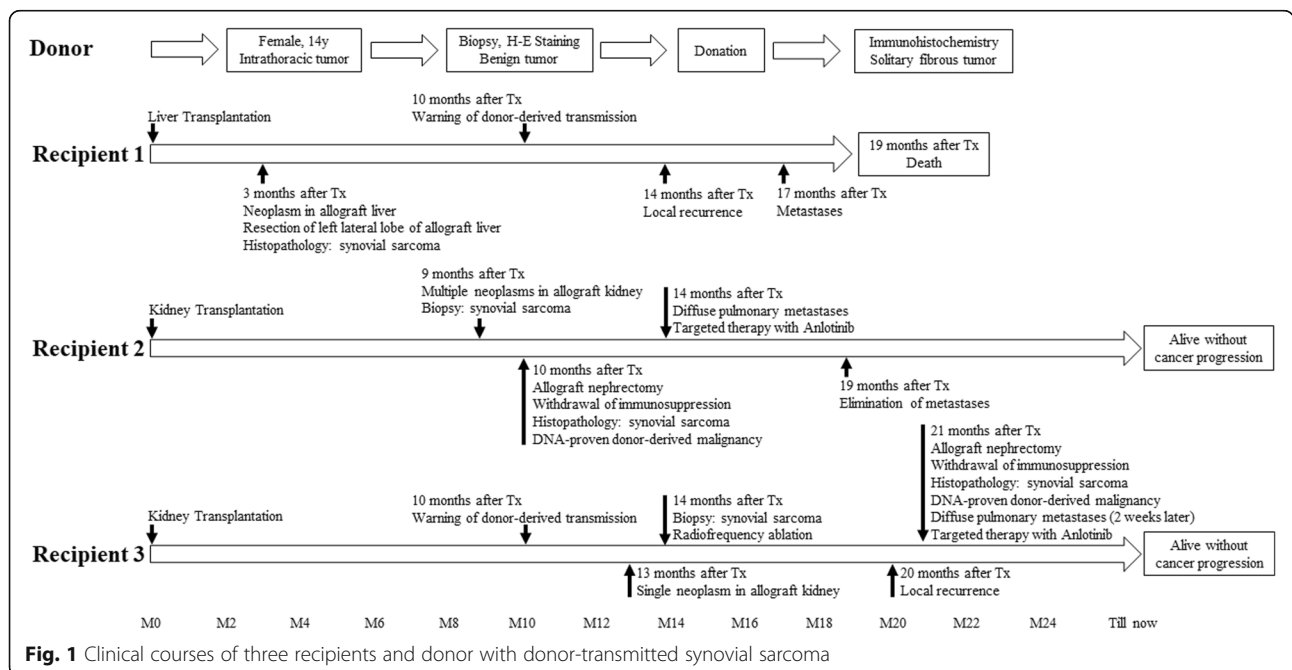 Donor
Female, 14y
Intrathoracic tumor
Biopsy, H-E Staining
Benign tumor
Donation
Immunohistochemistry
Solitary fibrous tumor
Liver Transplantation
10 months after Tx
Warning of donor-derived transmission
Recipient 1
19 months after Tx
Death
3 months after Tx
Neoplasm in allograft liver
Resection of left lateral lobe of allograft liver
Histopathology: synovial sarcoma
14 months after Tx
Local recurrence
17 months after Tx
Metastases
Kidney Transplantation
9 months after Tx
Multiple neoplasms in allograft kidney
Biopsy: synovial sarcoma
14 months after Tx
Diffuse pulmonary metastases
Targeted therapy with Anlotinib
Recipient 2
Alive without
cancer progression
10 months after Tx
Allograft nephrectomy
Withdrawal of immunosuppression
Histopathology: synovial sarcoma
DNA-proven donor-derived malignancy
19 months after Tx
Elimination of metastases
Kidney Transplantation
10 months after Tx
Warning of donor-derived transmission
14 months after Tx
Biopsy: synovial sarcoma
Radiofrequency ablation
21 months after Tx
Allograft nephrectomy
Withdrawal of immunosuppression
Histopathology: synovial sarcoma
DNA-proven donor-derived malignancy
Diffuse pulmonary metastases (2 weeks later)
Targeted therapy with Anlotinib
Recipient 3
Alive without
cancer progression
13 months after Tx
Single neoplasm in allograft kidney
20 months after Tx
Local recurrence
M0 M2 M4 M6 M8 M10 M12 M14 M16 M18 M20 M22 M24 Till now
Fig. 1 Clinical courses of three recipients and donor with donor-transmitted synovial sarcoma